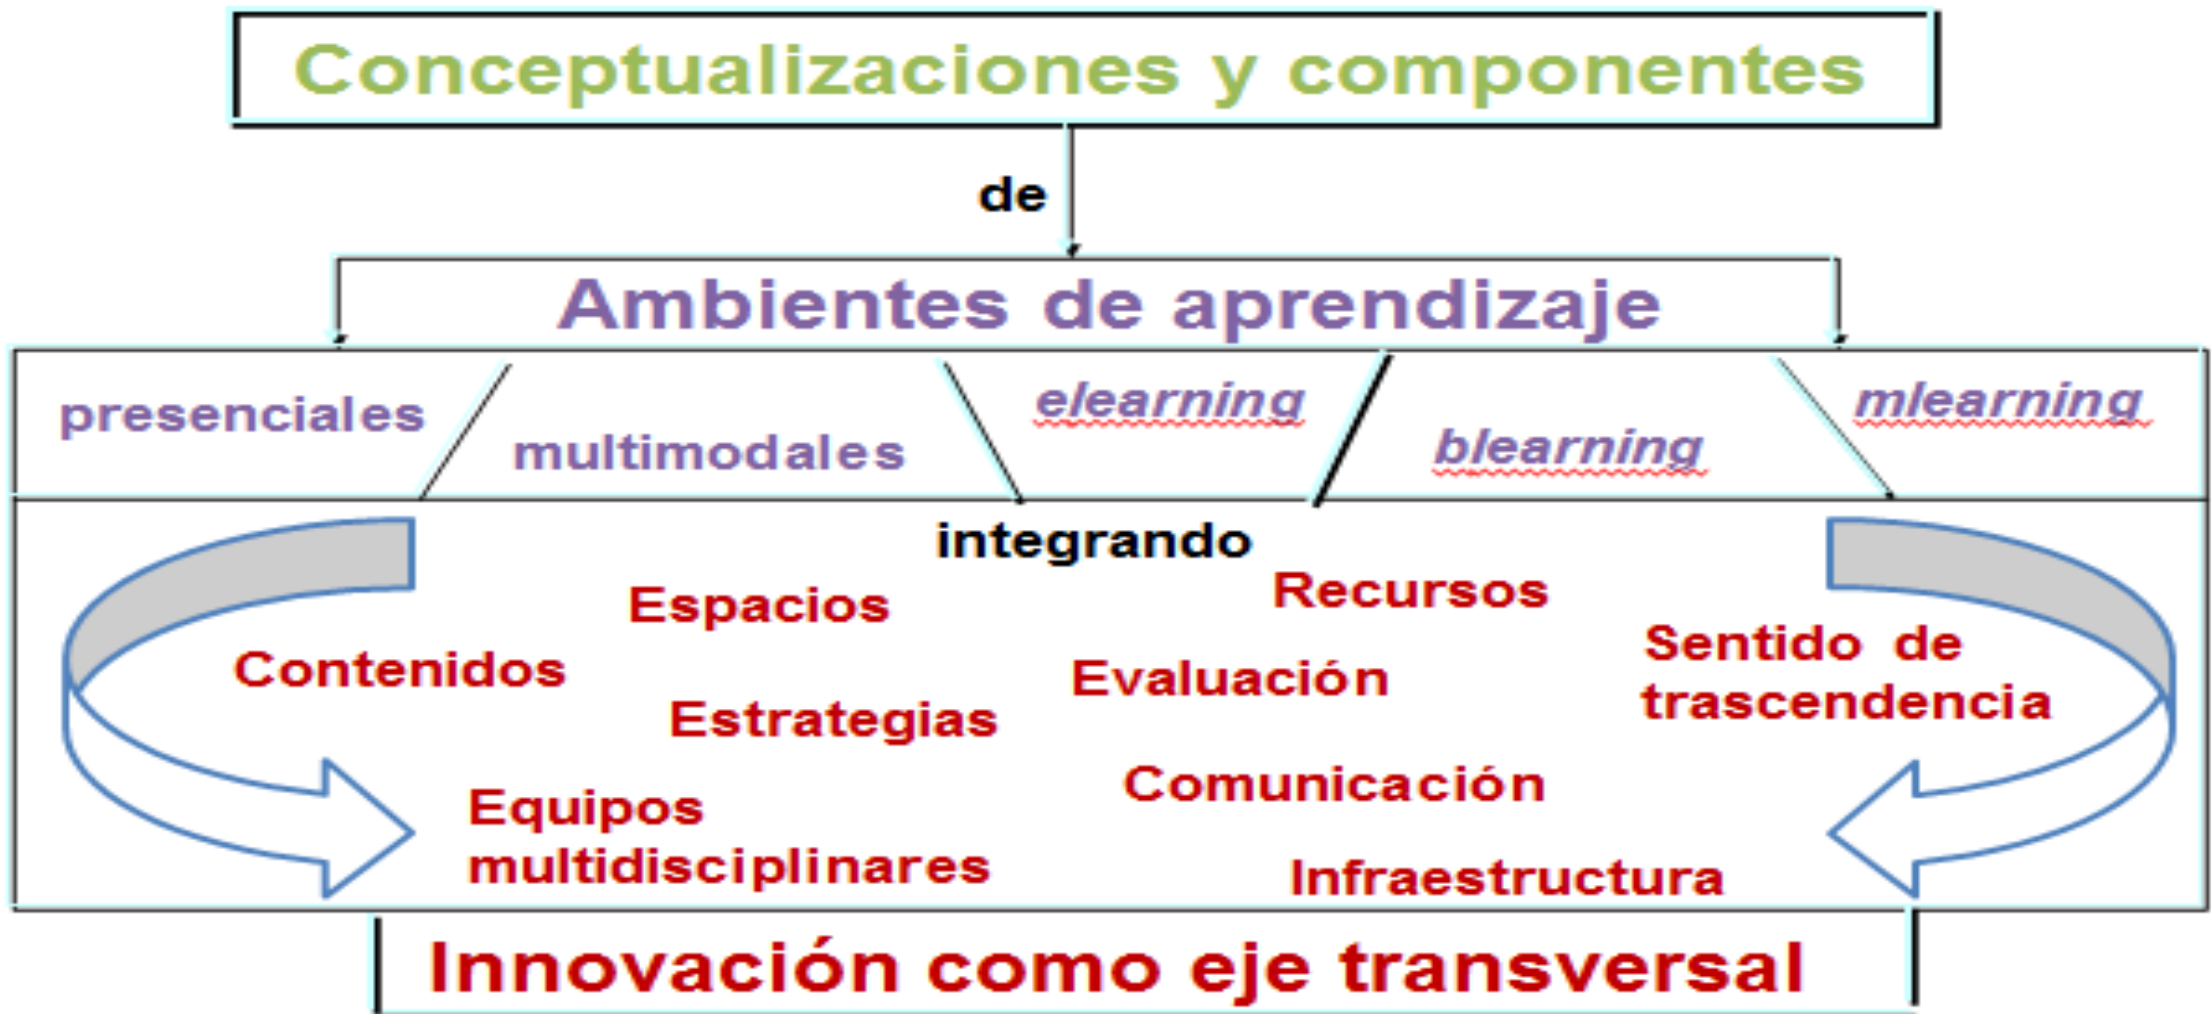 Conceptualizaciones y componentes
de
Ambientes de aprendizaje
presenciales
multimodales
elearning
blearning
mlearning
integrando
Espacios
Recursos
Contenidos
Evaluación
Sentido de
trascendencia
Estrategias
Comunicación
Equipos
multidisciplinares
Infraestructura
Innovación como eje transversal